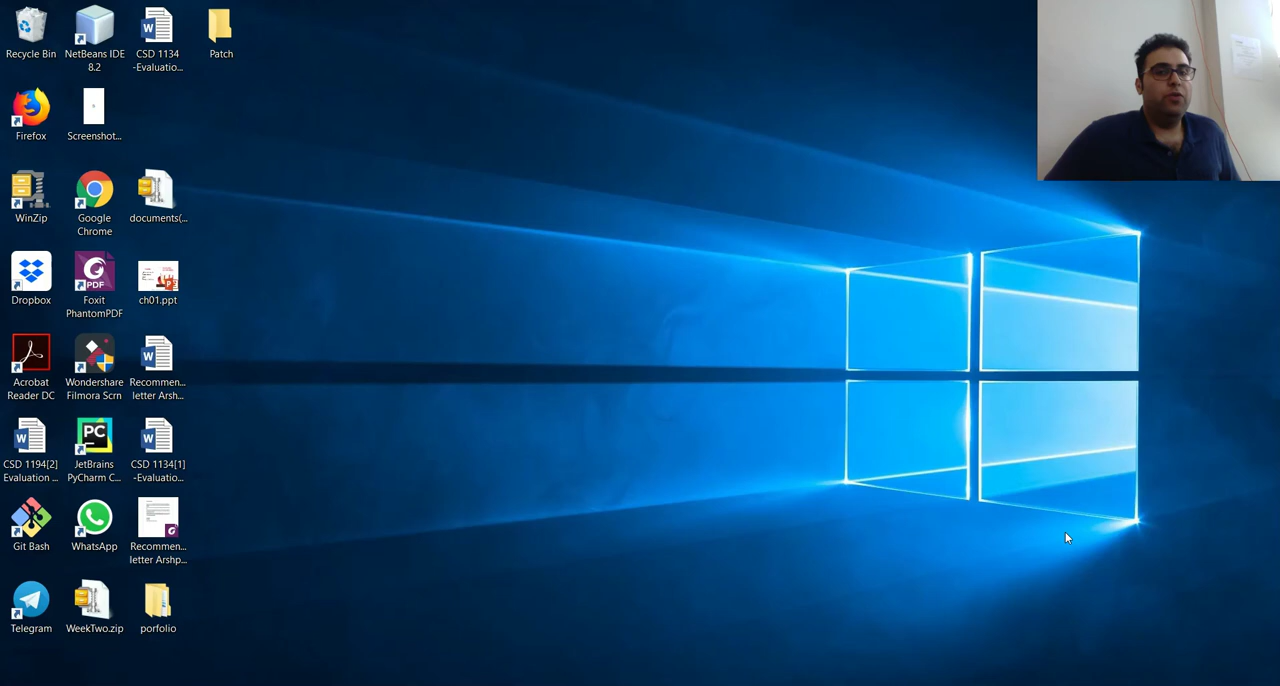 Recycle Bin
NetBeans IDE
8.2
CSD 1134
-Evaluatio...
Patch
Firefox
Screenshot...
WinZip
Google
Chrome
documents(...
Dropbox
Foxit
PhantomPDF
PDF
ch01.ppt
Acrobat
Reader DC
Wondershare
Filmora Scrn
Recommen...
letter Arsh...
CSD 1194[2]
Evaluation ...
PC
JetBrains
PyCharm C...
CSD 1134[1]
-Evaluatio...
Git Bash
WhatsApp
Recommen...
letter Arshp...
Telegram
WeekTwo.zip
porfolio